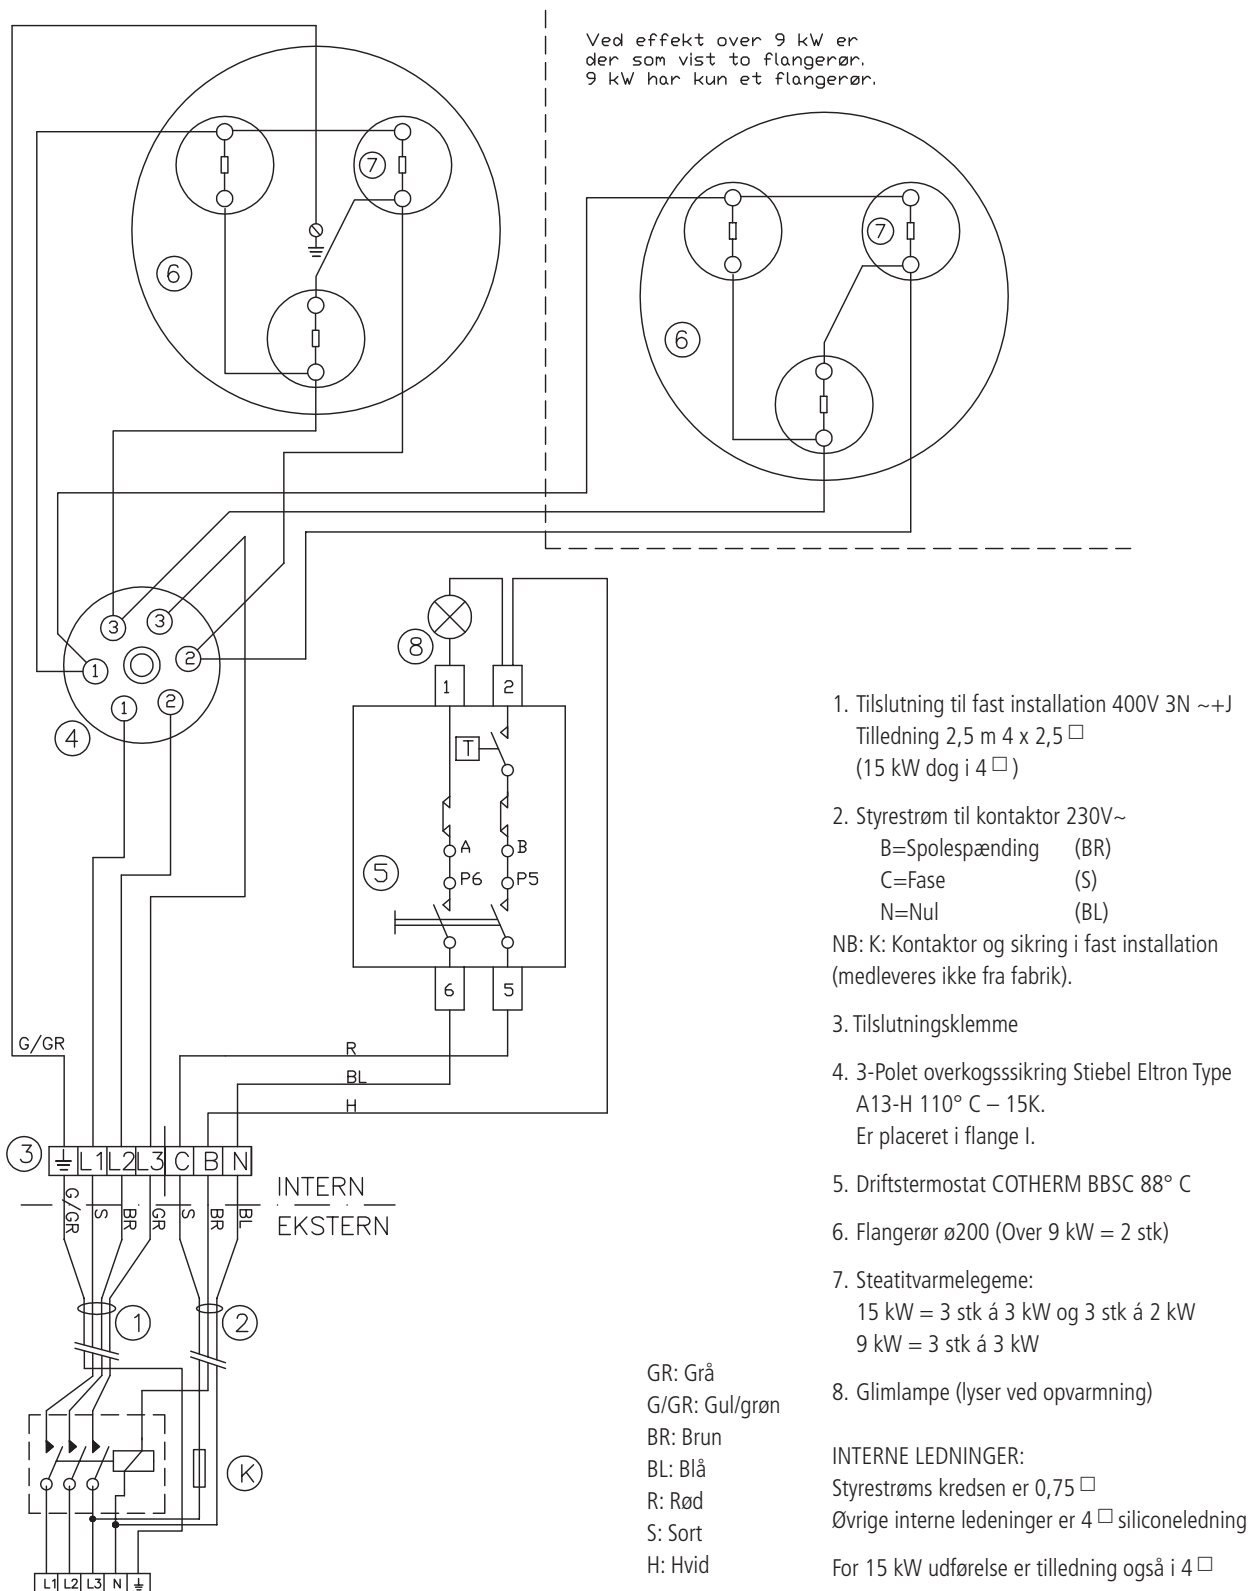 Ved effekt over 9 kW er
der som vist to flangerør.
9 kW har kun et flangerør.
7
6
7
6
3
3
1
2
1
2
4
8
1
2
T
A
B
5
P6
P5
6
5
G/GR
R
BL
H
3
L1
L2
L3
C
B
N
INTERN
EKSTERN
G/GR
S
BR
GR
S
BR
BL
1
2
K
L1
L2
L3
N
1. Tilslutning til fast installation 400V 3N ~+J
Tilledning 2,5 m 4 x 2,5 □
(15 kW dog i 4 □ )
2. Styrestrøm til kontaktor 230V~
B=Spolespænding (BR)
C=Fase (S)
N=Nul (BL)
NB: K: Kontaktor og sikring i fast installation
(medleveres ikke fra fabrik).
3. Tilslutningsklemme
4. 3-Polet overkogsssikring Stiebel Eltron Type
A13-H 110° C – 15K.
Er placeret i flange I.
5. Driftstermostat COTHERM BBSC 88° C
6. Flangerør ø200 (Over 9 kW = 2 stk)
7. Steatitvarmelegeme:
15 kW = 3 stk á 3 kW og 3 stk á 2 kW
9 kW = 3 stk á 3 kW
8. Glimlampe (lyser ved opvarmning)
GR: Grå
G/GR: Gul/grøn
BR: Brun
BL: Blå
R: Rød
S: Sort
H: Hvid
INTERNE LEDNINGER:
Styrestrøms kredsen er 0,75 □
Øvrige interne ledeninger er 4 □ siliconeledning
For 15 kW udførelse er tilledning også i 4 □